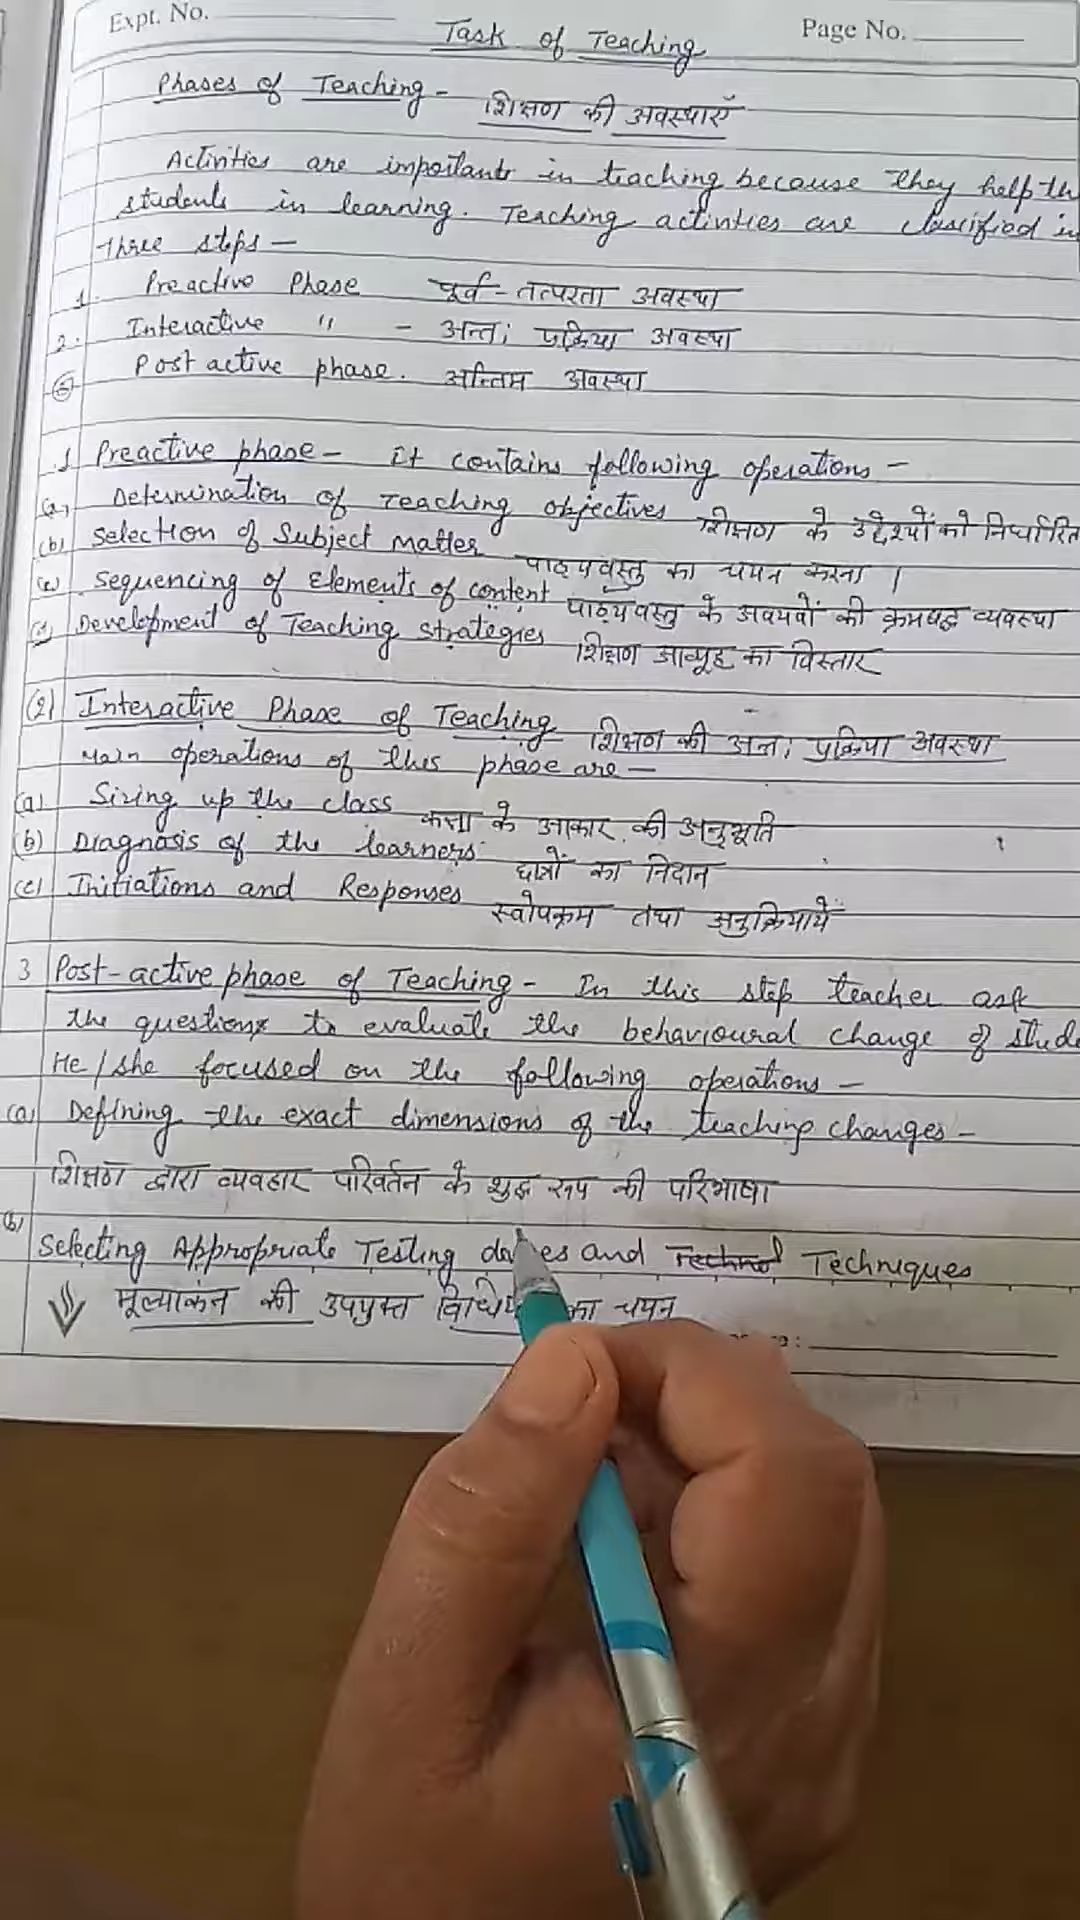 Expt. No.
Page No.
Task of Teaching
Phases of Teaching - शिक्षण की अवस्थाएँ
Activities are importants in teaching because they help th
students in learning. Teaching activities are classified in
three steps —
1. Preactive Phase पूर्व-तत्परता अवस्था
2. Interactive " - अन्त: प्रक्रिया अवस्था
③ Post active phase. अन्तिम अवस्था
1 Preactive phase - it contains following operations -
(a) Determination of Teaching objectives शिक्षण के उद्देश्यों को निर्धारित
(b) Selection of Subject Matter पाठ्यवस्तु का चयन करना ।
(c) Sequencing of Elements of content पाठ्यवस्तु के अवयवों की क्रमबद्ध व्यवस्था
(d) Development of Teaching strategies शिक्षण आव्यूह का विस्तार
(2) Interactive Phase of Teaching शिक्षण की अन्त: प्रक्रिया अवस्था
Main operations of this phase are —
(a) Sizing up the class कक्षा के आकार की अनुभूति
(b) Diagnosis of the learners छात्रों का निदान
(c) Initiations and Responses स्वोपक्रम तथा अनुक्रियायें
3 Post-active phase of Teaching - In this step teacher ask
the questions to evaluate the behavioural change of stude
He/she focused on the following operations -
(a) Defining the exact dimensions of the teaching changes -
शिक्षण द्वारा व्यवहार परिवर्तन के शुद्ध रूप की परिभाषा
(b) Selecting Appropriate Testing and Techniques
मूल्याकंन की उपयुक्त का चयन